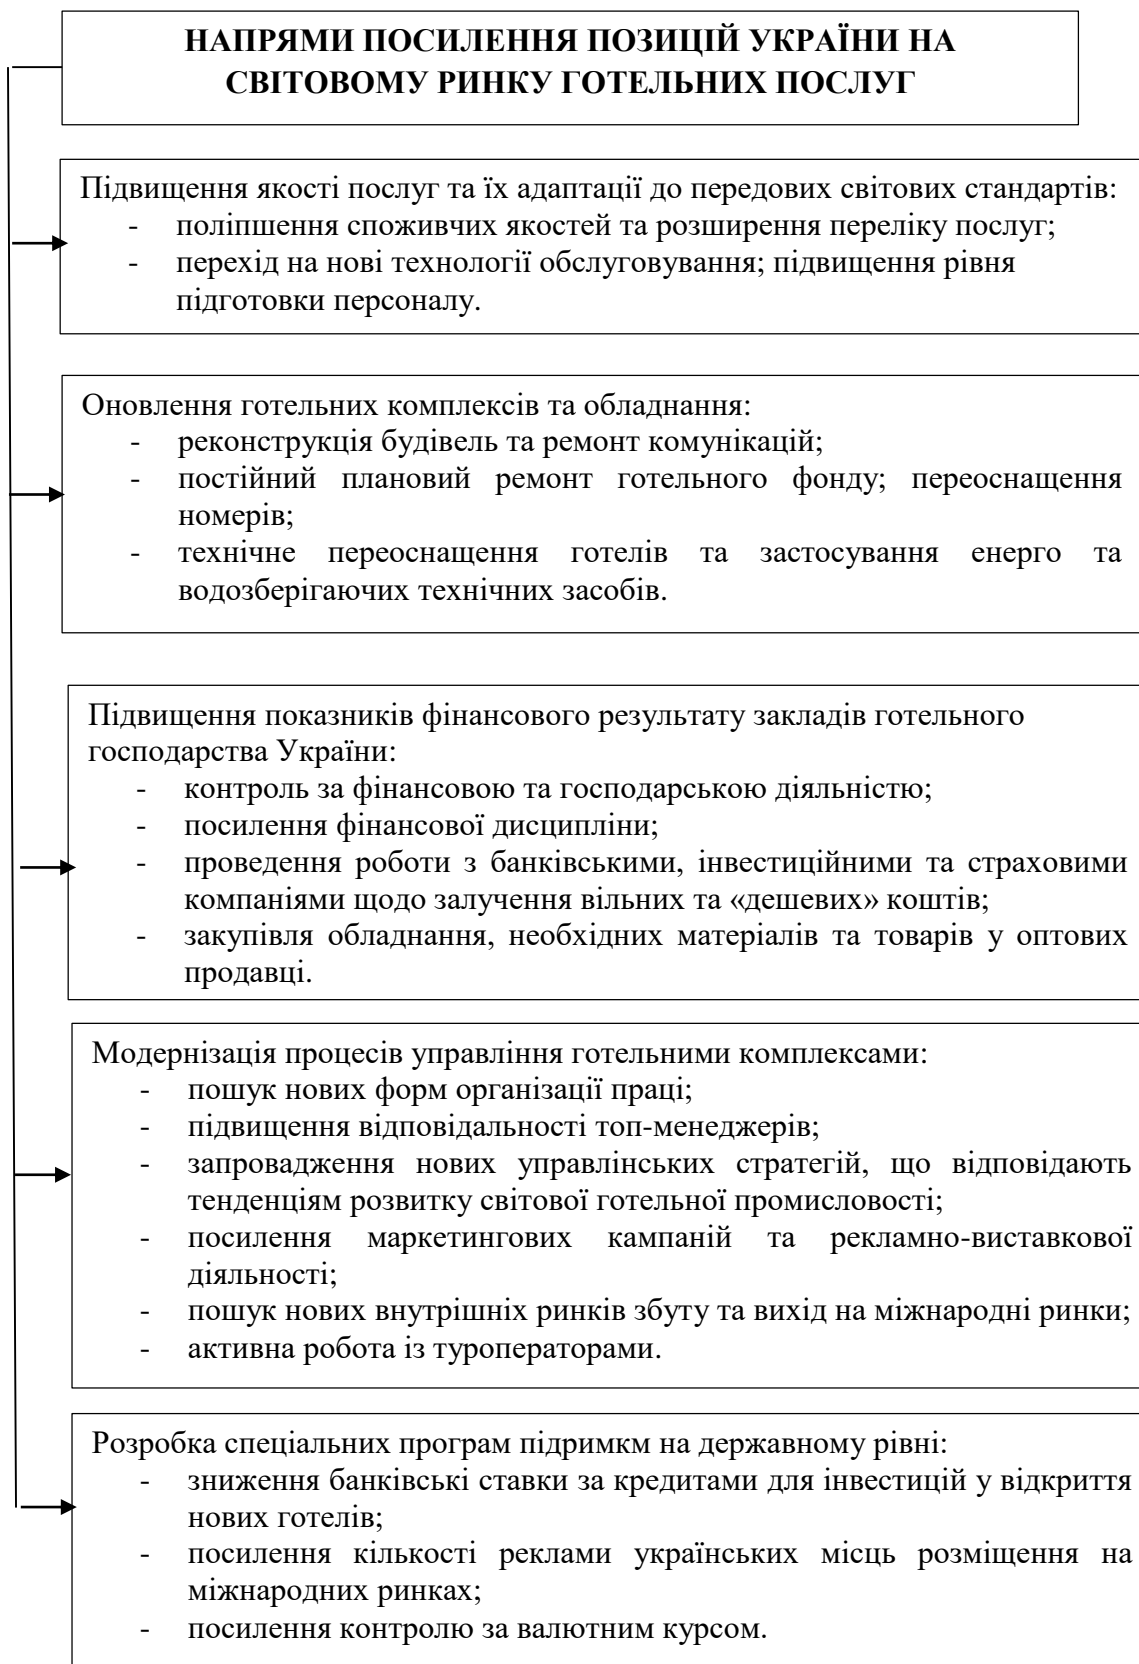 НАПРЯМИ ПОСИЛЕННЯ ПОЗИЦІЙ УКРАЇНИ НА
СВІТОВОМУ РИНКУ ГОТЕЛЬНИХ ПОСЛУГ
Підвищення якості послуг та їх адаптації до передових світових стандартів:
- поліпшення споживчих якостей та розширення переліку послуг;
- перехід на нові технології обслуговування; підвищення рівня
підготовки персоналу.
Оновлення готельних комплексів та обладнання:
- реконструкція будівель та ремонт комунікацій;
- постійний плановий ремонт готельного фонду; переоснащення
номерів;
- технічне переоснащення готелів та застосування енерго та
водозберігаючих технічних засобів.
Підвищення показників фінансового результату закладів готельного
господарства України:
- контроль за фінансовою та господарською діяльністю;
- посилення фінансової дисципліни;
- проведення роботи з банківськими, інвестиційними та страховими
компаніями щодо залучення вільних та «дешевих» коштів;
- закупівля обладнання, необхідних матеріалів та товарів у оптових
продавці.
Модернізація процесів управління готельними комплексами:
- пошук нових форм організації праці;
- підвищення відповідальності топ-менеджерів;
- запровадження нових управлінських стратегій, що відповідають
тенденціям розвитку світової готельної промисловості;
- посилення маркетингових кампаній та рекламно-виставкової
діяльності;
- пошук нових внутрішніх ринків збуту та вихід на міжнародні ринки;
- активна робота із туроператорами.
Розробка спеціальних програм підримкм на державному рівні:
- зниження банківські ставки за кредитами для інвестицій у відкриття
нових готелів;
- посилення кількості реклами українських місць розміщення на
міжнародних ринках;
- посилення контролю за валютним курсом.